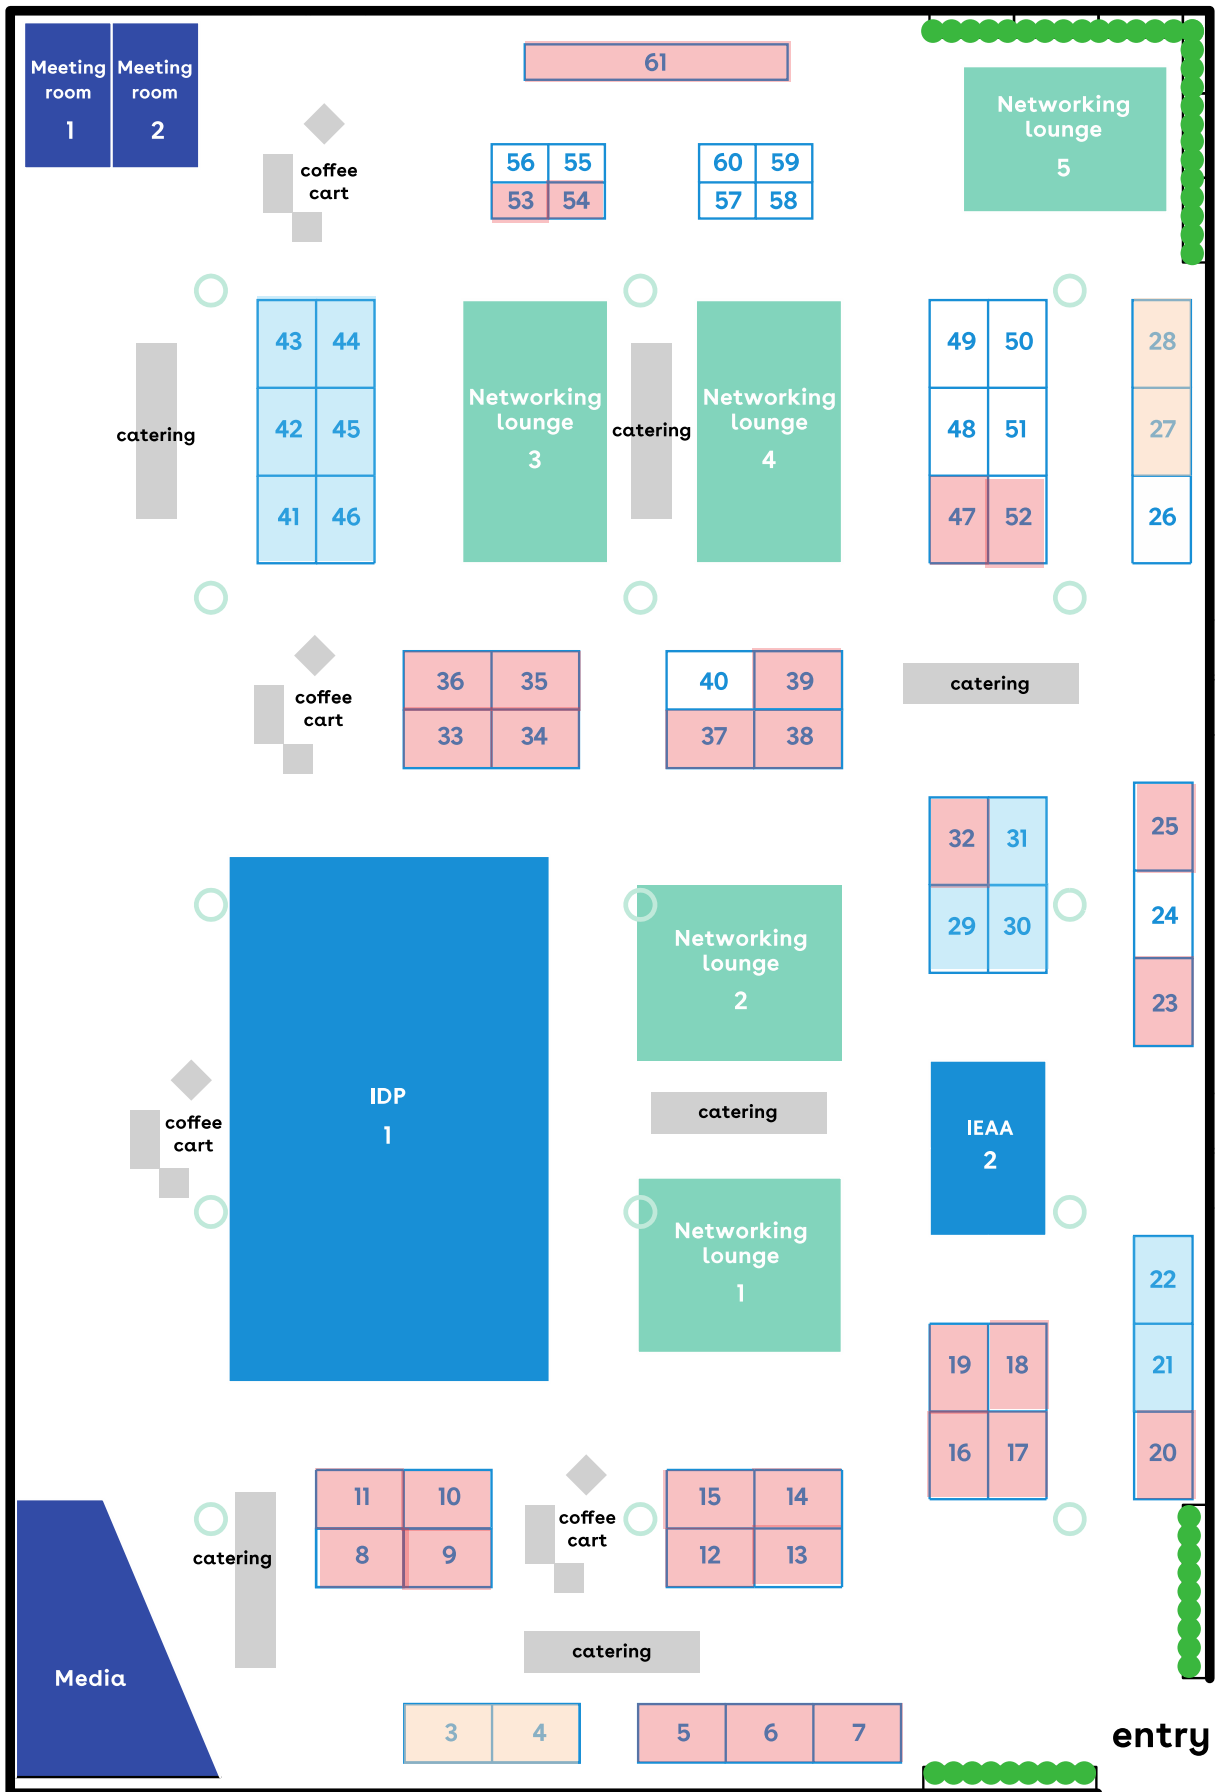 61
Meeting
room
1
Meeting
room
2
Networking
lounge
5
coffee
cart
56 55
53 54
60 59
57 58
43 44
42 45
41 46
catering
Networking
lounge
3
catering
Networking
lounge
4
49 50
48 51
47 52
28
27
26
coffee
cart
36 35
33 34
40 39
37 38
catering
32 31
29 30
25
24
23
Networking
lounge
2
IDP
1
coffee
cart
catering
IEAA
2
Networking
lounge
1
22
21
20
19 18
16 17
11 10
8 9
coffee
cart
15 14
12 13
catering
catering
Media
3 4
5 6 7
entry